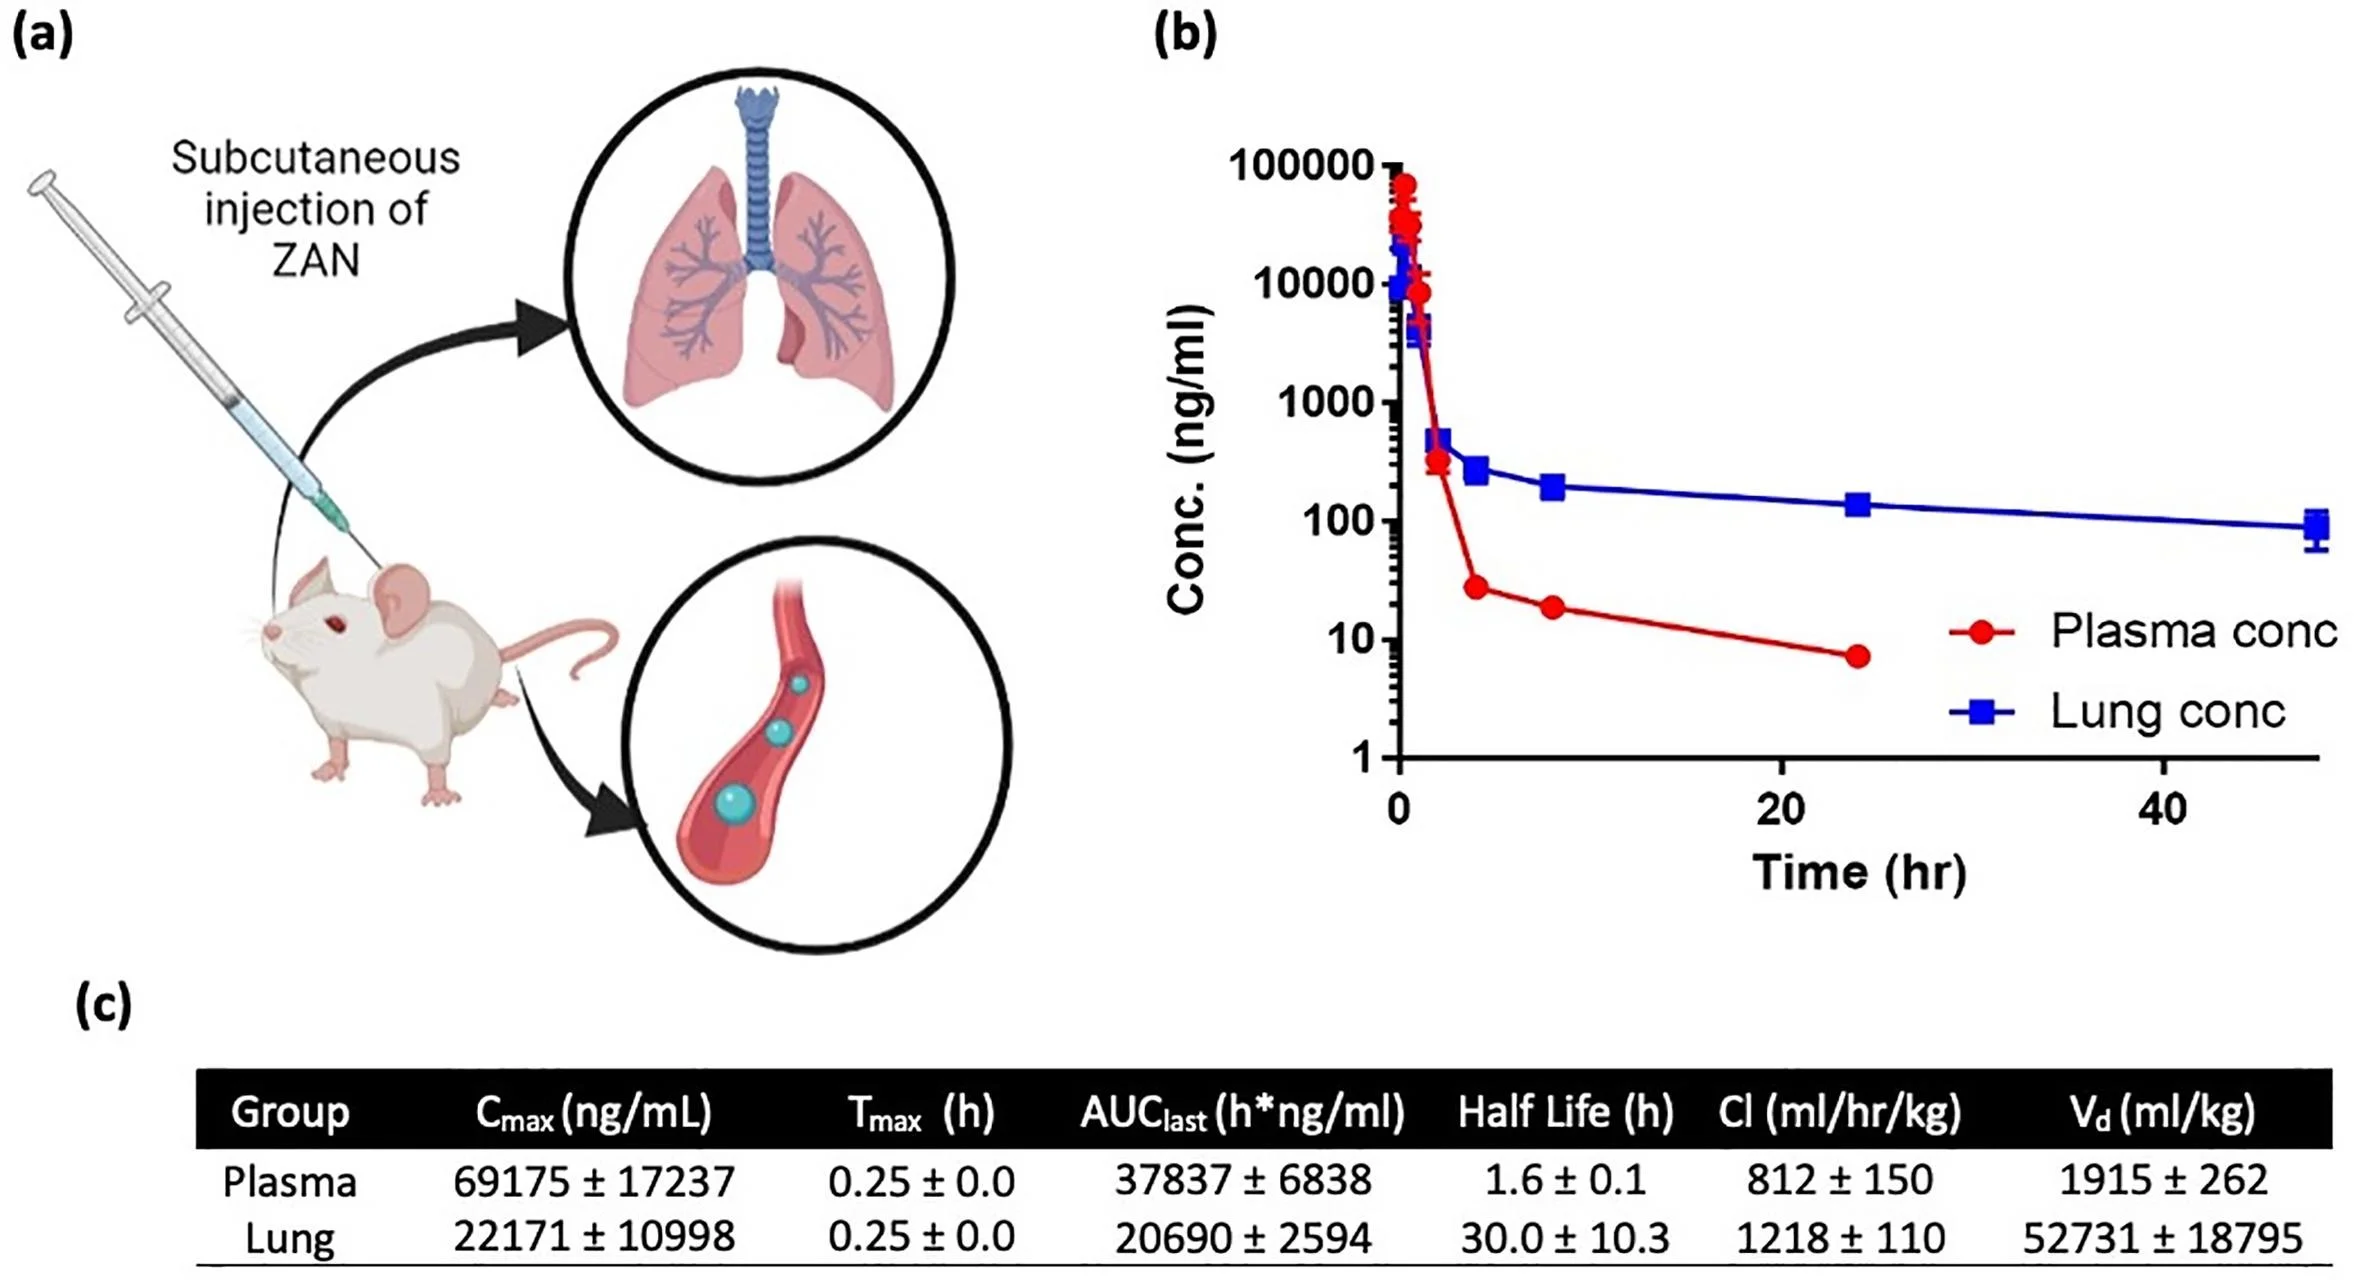 (a)
Subcutaneous
injection of
ZAN
(b)
Conc. (ng/ml)
100000
10000
1000
100
10
1
0
20
40
Time (hr)
Plasma conc
Lung conc
(c)
Group Cmax (ng/mL) Tmax (h) AUClast (h*ng/ml) Half Life (h) Cl (ml/hr/kg) Vd (ml/kg)
Plasma 69175 ± 17237 0.25 ± 0.0 37837 ± 6838 1.6 ± 0.1 812 ± 150 1915 ± 262
Lung 22171 ± 10998 0.25 ± 0.0 20690 ± 2594 30.0 ± 10.3 1218 ± 110 52731 ± 18795